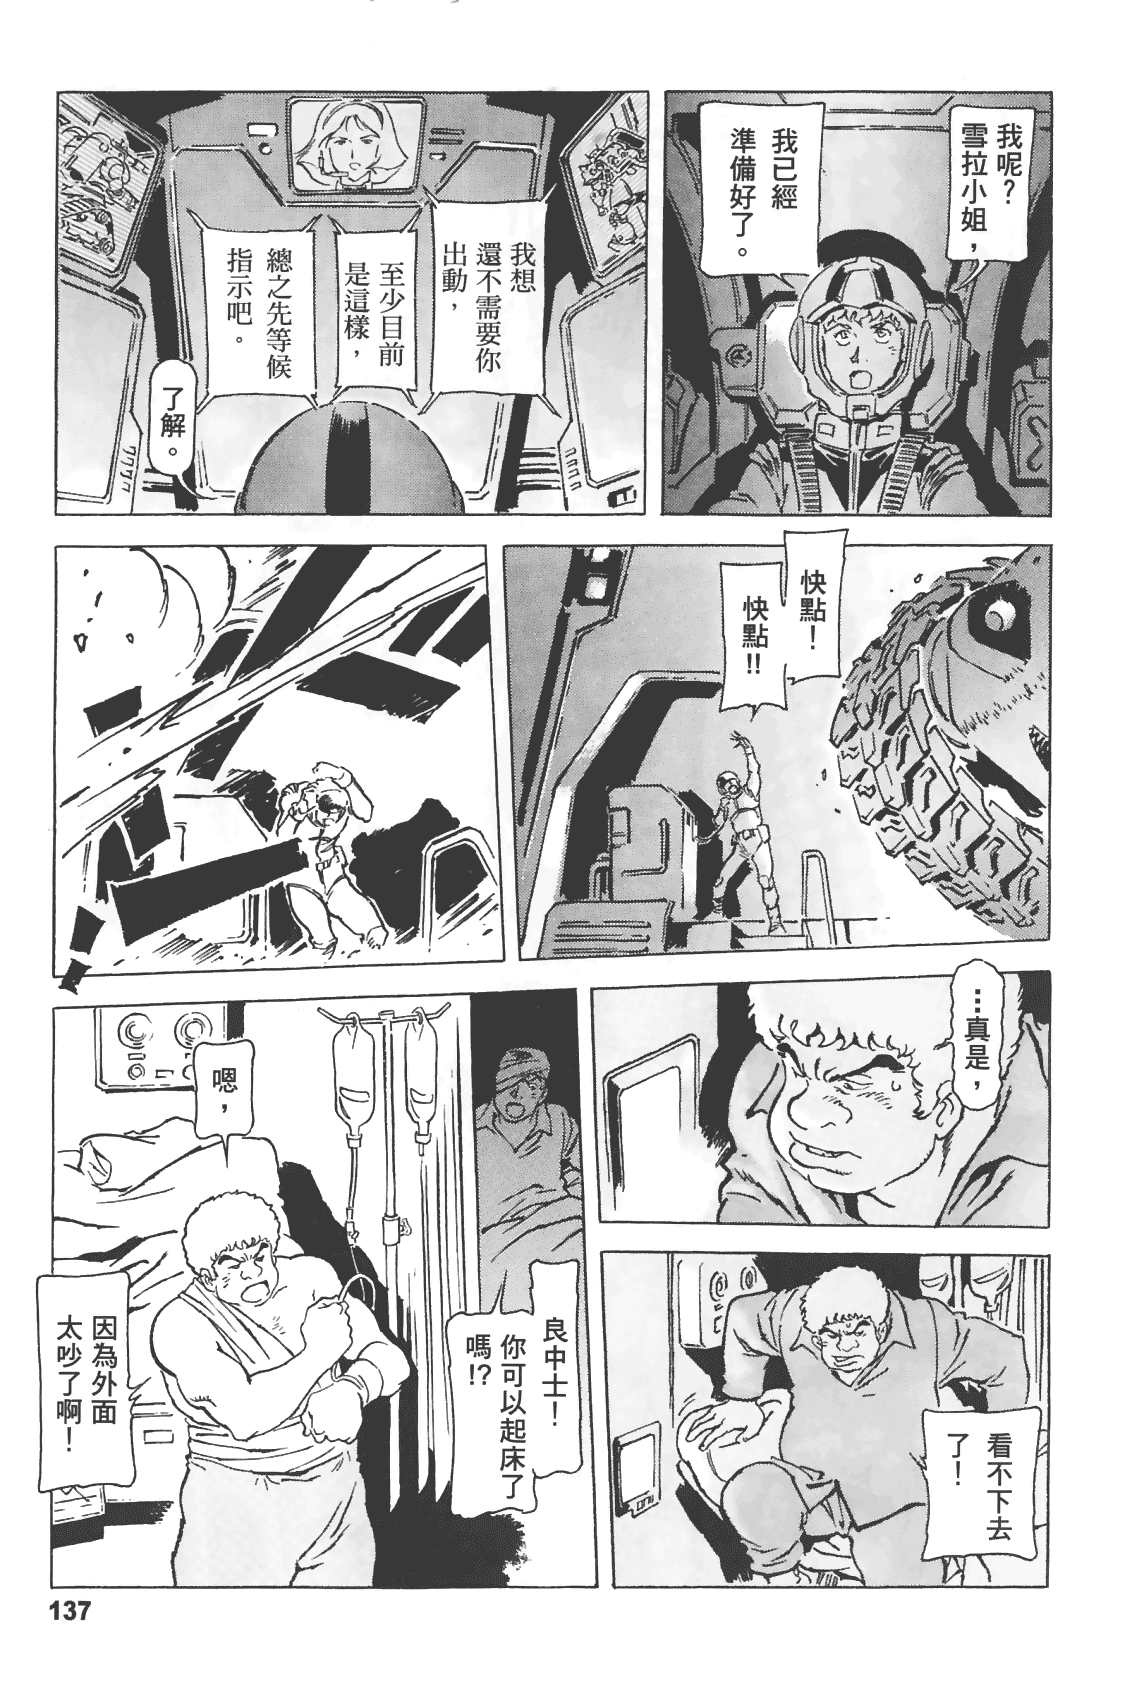 我呢？
雪拉小姐，
我已經
準備好了。
我想
還不需要你
出動，
至少目前
是這樣，
總之先等候
指示吧。
了解。
快點！
快點!!
…真是，
看不下去
了！
良中士！
你可以起床了
嗎!?
嗯，
因為外面
太吵了啊！
137